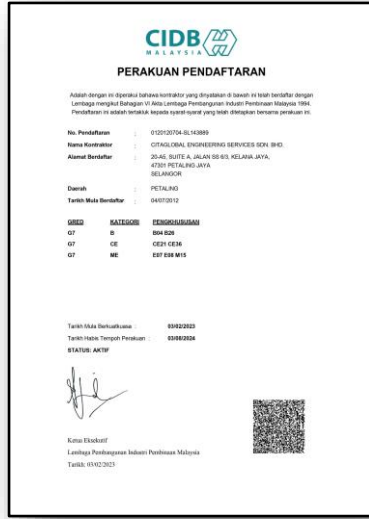 CIDB
MALAYSIA
PERAKUAN PENDAFTARAN
Adalah dengan ini diperakui bahawa kontraktor yang dinyatakan di bawah ini telah berdaftar dengan
Lembaga mengikut Bahagian VI Akta Lembaga Pembangunan Industri Pembinaan Malaysia 1994.
Pendaftaran ini adalah tertakluk kepada syarat-syarat yang telah ditetapkan bersama perakuan ini.
No. Pendaftaran : 0120120704-SL143889
Nama Kontraktor : CITAGLOBAL ENGINEERING SERVICES SDN. BHD.
Alamat Berdaftar : 20-A5, SUITE A, JALAN SS 6/3, KELANA JAYA,
47301 PETALING JAYA
SELANGOR
Daerah : PETALING
Tarikh Mula Berdaftar : 04/07/2012
GRED KATEGORI PENGKHUSUSAN
G7 B B04 B26
G7 CE CE21 CE36
G7 ME E07 E08 M15
Tarikh Mula Berkuatkuasa : 03/02/2023
Tarikh Habis Tempoh Perakuan : 03/08/2024
STATUS: AKTIF
Ketua Eksekutif
Lembaga Pembangunan Industri Pembinaan Malaysia
Tarikh: 03/02/2023